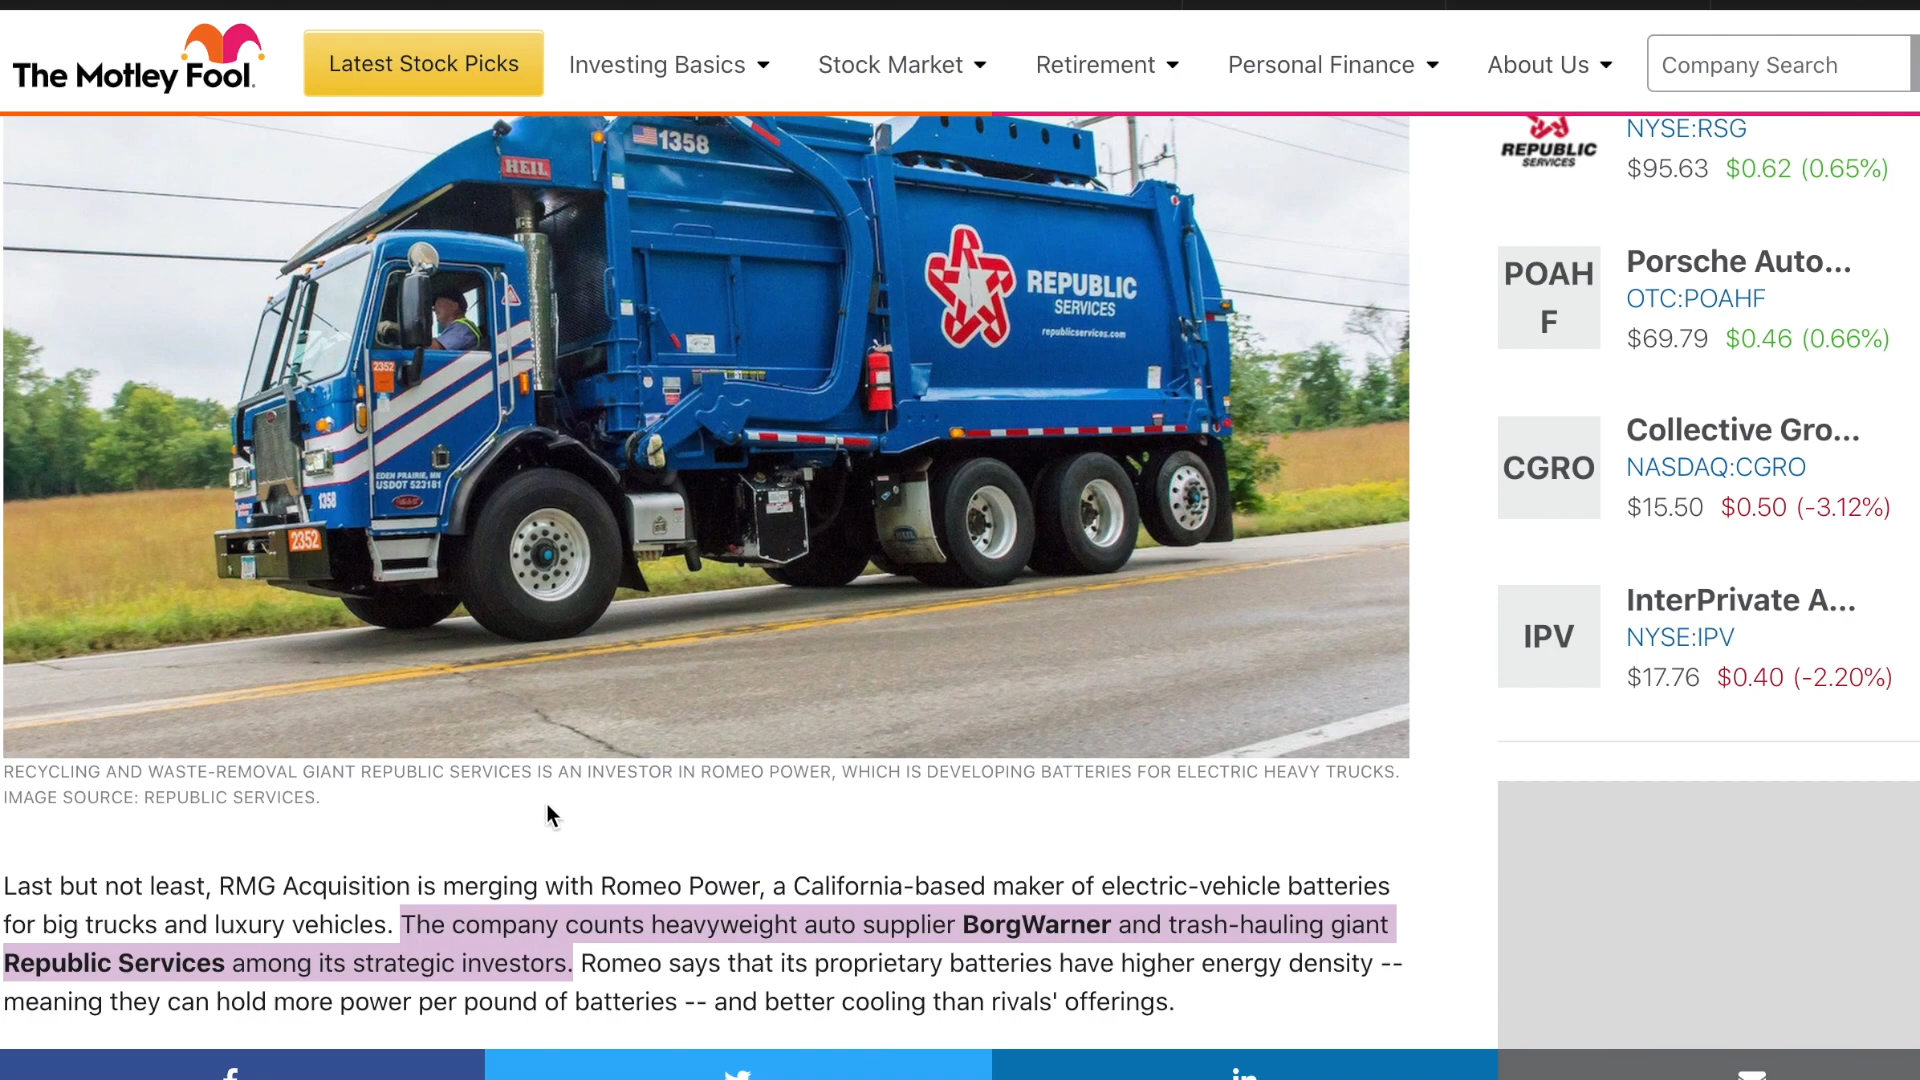 The Motley Fool.
Latest Stock Picks
Investing Basics
Stock Market
Retirement
Personal Finance
About Us
Company Search
1358
HEIL
REPUBLIC
SERVICES
republicservices.com
2352
EDEN PRAIRIE, MN
USDOT 523181
1358
2352
REPUBLIC
SERVICES
NYSE:RSG
$95.63 $0.62 (0.65%)
POAH
F
Porsche Auto...
OTC:POAHF
$69.79 $0.46 (0.66%)
CGRO
Collective Gro...
NASDAQ:CGRO
$15.50 $0.50 (-3.12%)
IPV
InterPrivate A...
NYSE:IPV
$17.76 $0.40 (-2.20%)
RECYCLING AND WASTE-REMOVAL GIANT REPUBLIC SERVICES IS AN INVESTOR IN ROMEO POWER, WHICH IS DEVELOPING BATTERIES FOR ELECTRIC HEAVY TRUCKS.
IMAGE SOURCE: REPUBLIC SERVICES.
Last but not least, RMG Acquisition is merging with Romeo Power, a California-based maker of electric-vehicle batteries
for big trucks and luxury vehicles. The company counts heavyweight auto supplier BorgWarner and trash-hauling giant
Republic Services among its strategic investors. Romeo says that its proprietary batteries have higher energy density --
meaning they can hold more power per pound of batteries -- and better cooling than rivals' offerings.